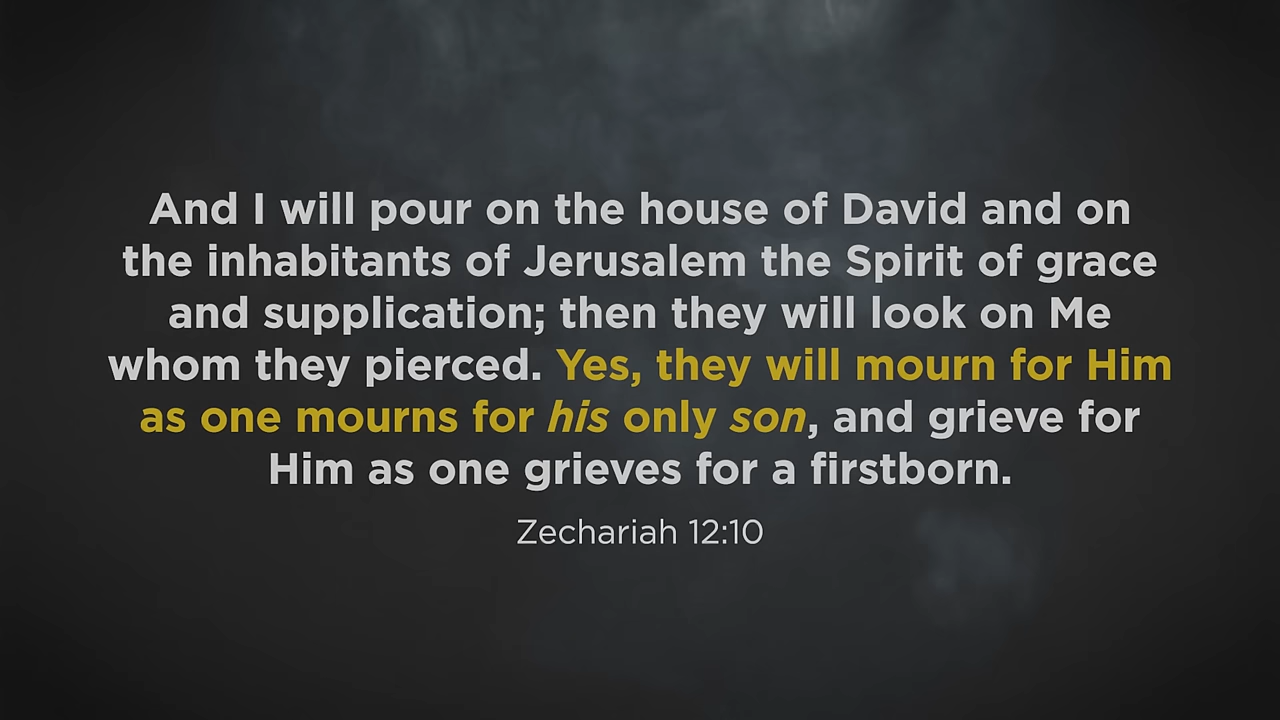 And I will pour on the house of David and on
the inhabitants of Jerusalem the Spirit of grace
and supplication; then they will look on Me
whom they pierced. Yes, they will mourn for Him
as one mourns for his only son, and grieve for
Him as one grieves for a firstborn.
Zechariah 12:10